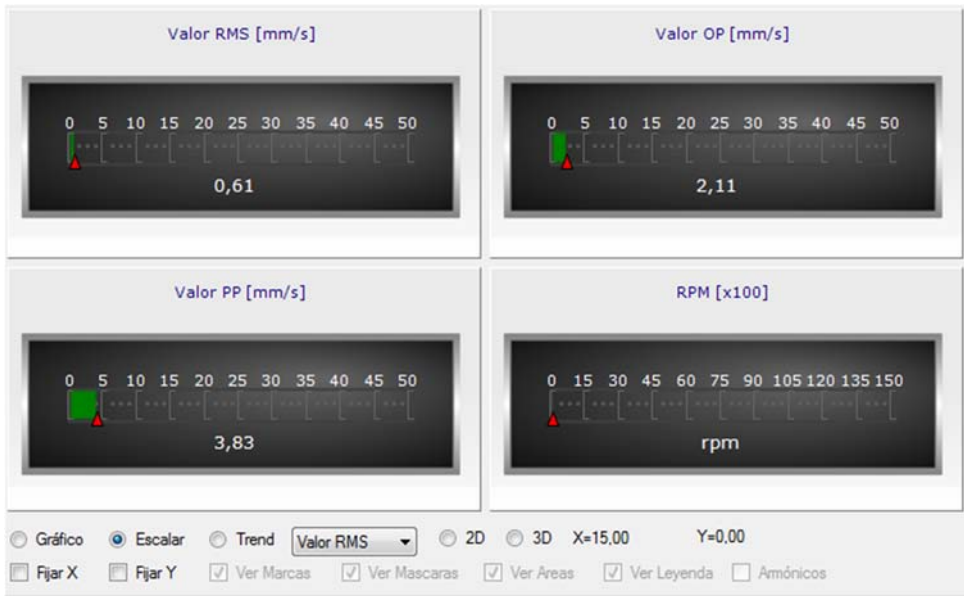 Valor RMS [mm/s]
0 5 10 15 20 25 30 35 40 45 50
0,61
Valor OP [mm/s]
0 5 10 15 20 25 30 35 40 45 50
2,11
Valor PP [mm/s]
0 5 10 15 20 25 30 35 40 45 50
3,83
RPM [x100]
0 15 30 45 60 75 90 105 120 135 150
rpm
Gráfico Escalar Trend Valor RMS 2D 3D X=15,00 Y=0,00
Fijar X Fijar Y Ver Marcas Ver Mascaras Ver Areas Ver Leyenda Armónicos